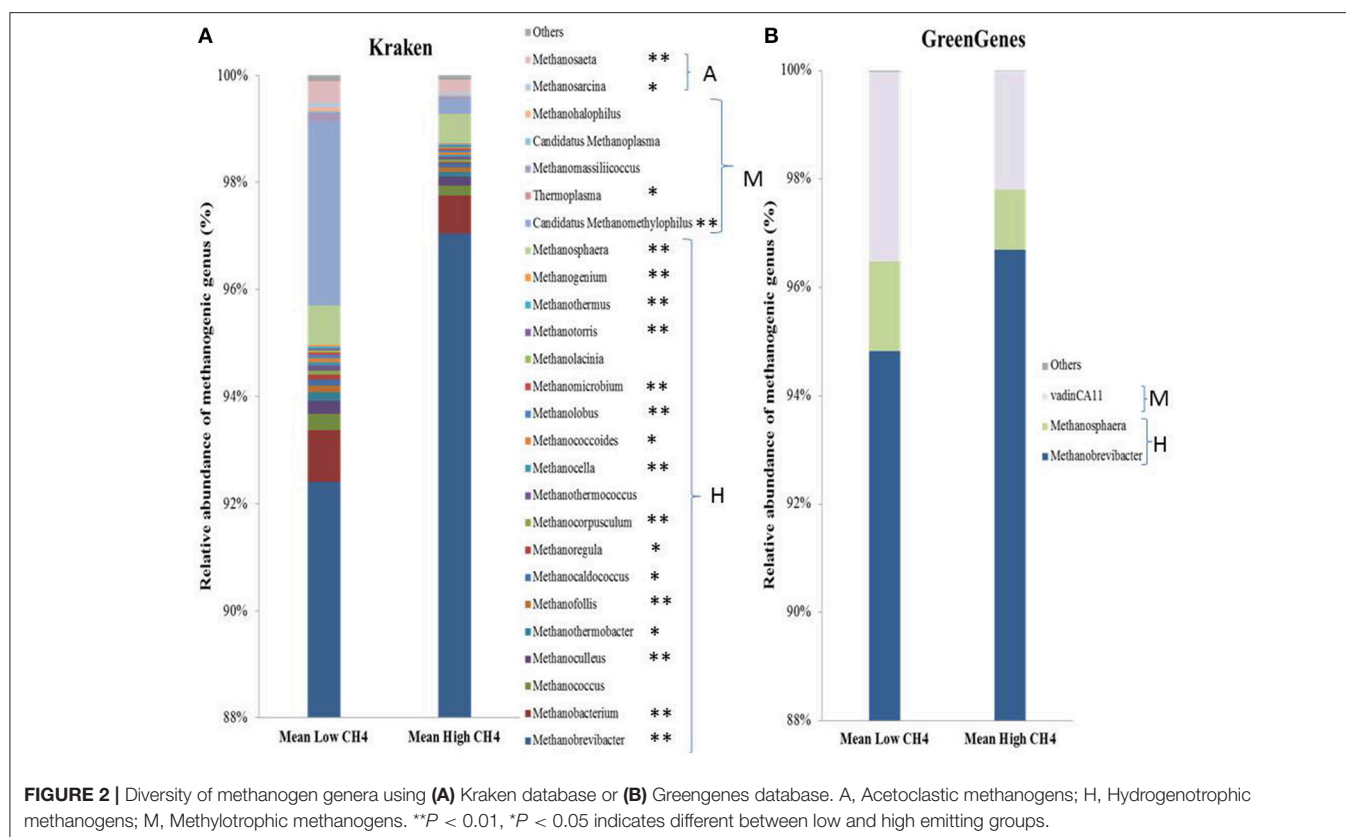 A
Kraken
Relative abundance of methanogenic genus (%)
100%
98%
96%
94%
92%
90%
88%
Mean Low CH4
Mean High CH4
Others
Methanosaeta **
Methanosarcina *
A
Methanohalophilus
Candidatus Methanoplasma
Methanomassiliicoccus
Thermoplasma *
Candidatus Methanomethylophilus **
M
Methanosphaera **
Methanogenium **
Methanothermus **
Methanotorris **
Methanolacinia
Methanomicrobium **
Methanolobus **
Methanococcoides *
Methanocella **
Methanothermococcus
Methanocorpusculum **
Methanoregula *
Methanocaldococcus *
Methanofollis **
Methanothermobacter *
Methanoculleus **
Methanococcus
Methanobacterium **
Methanobrevibacter **
H
B
GreenGenes
Relative abundance of methanogenic genus (%)
100%
98%
96%
94%
92%
90%
88%
Mean Low CH4
Mean High CH4
Others
vadinCA11
M
Methanosphaera
Methanobrevibacter
H
FIGURE 2 | Diversity of methanogen genera using (A) Kraken database or (B) Greengenes database. A, Acetoclastic methanogens; H, Hydrogenotrophic
methanogens; M, Methylotrophic methanogens. **P < 0.01, *P < 0.05 indicates different between low and high emitting groups.